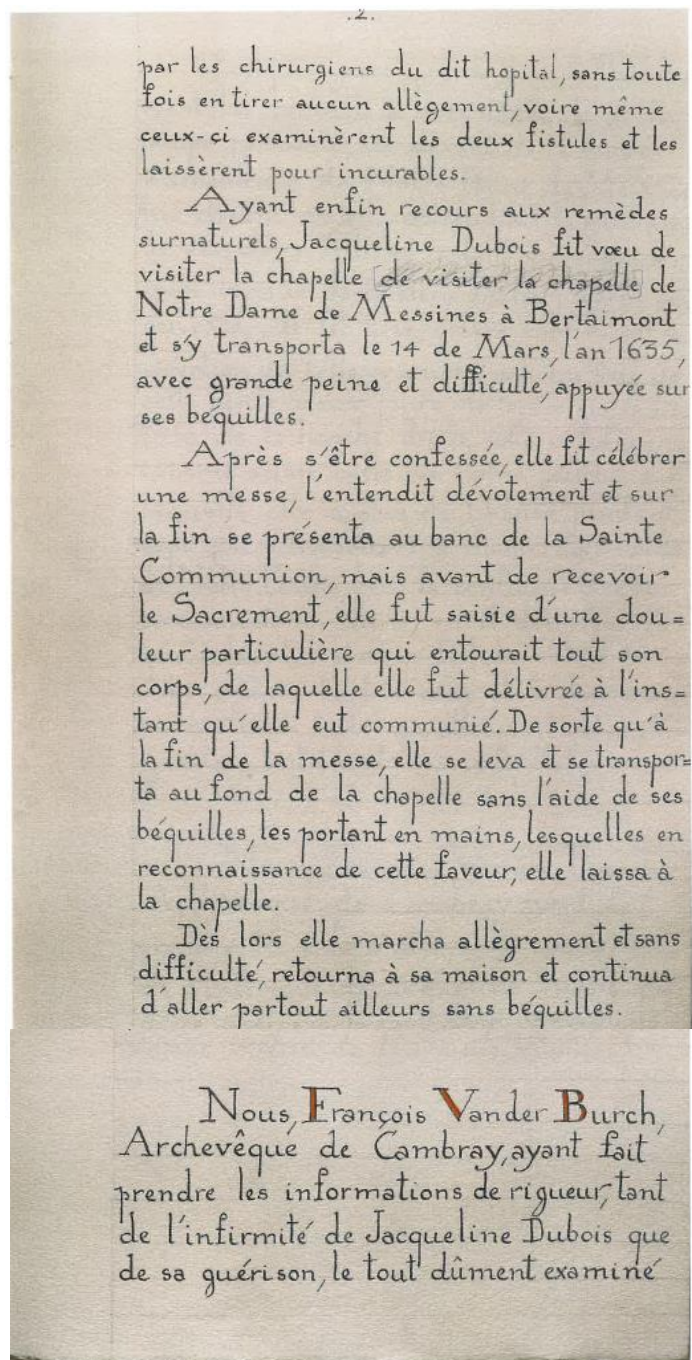 .2.
par les chirurgiens du dit hopital, sans toute
fois en tirer aucun allègement, voire même
ceux-çi examinèrent les deux fistules et les
laissèrent pour incurables.
Ayant enfin recours aux remèdes
surnaturels, Jacqueline Dubois fit vœu de
visiter la chapelle de visiter la chapelle de
Notre Dame de Messines à Bertaimont
et s'y transporta le 14 de Mars, l'an 1635,
avec grande peine et difficulté, appuyée sur
ses béquilles.
Après s'être confessée, elle fit célébrer
une messe, l'entendit dévotement et sur
la fin se présenta au banc de la Sainte
Communion, mais avant de recevoir
le Sacrement, elle fut saisie d'une dou=
leur particulière qui entourait tout son
corps, de laquelle elle fut délivrée à l'ins=
tant qu'elle eut communié. De sorte qu'à
la fin de la messe, elle se leva et se transpor=
ta au fond de la chapelle sans l'aide de ses
béquilles, les portant en mains, lesquelles en
reconnaissance de cette faveur, elle laissa à
la chapelle.
Dès lors elle marcha allègrement et sans
difficulté, retourna à sa maison et continua
d'aller partout ailleurs sans béquilles.
Nous, François Vander Burch,
Archevêque de Cambray, ayant fait
prendre les informations de rigueur, tant
de l'infirmité de Jacqueline Dubois que
de sa guérison, le tout dûment examiné